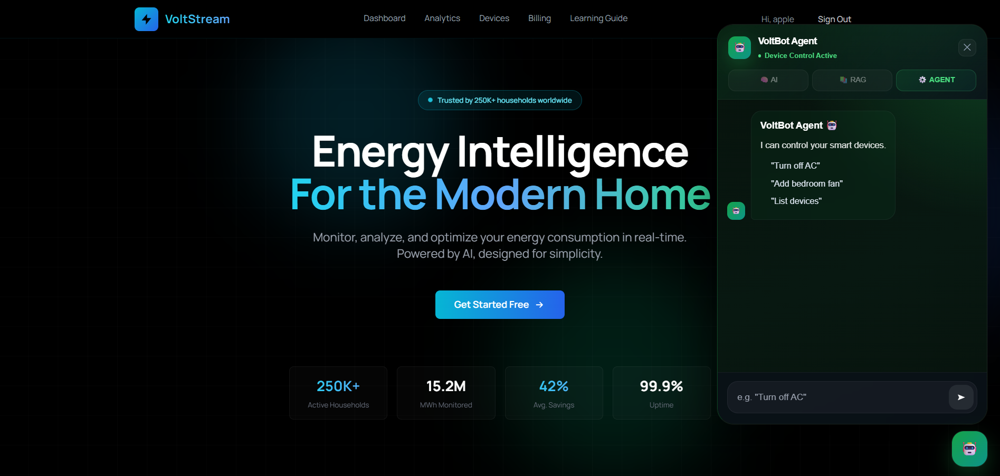 VoltStream
Dashboard
Analytics
Devices
Billing
Learning Guide
Hi, apple
Sign Out
Trusted by 250K+ households worldwide
Energy Intelligence
For the Modern Home
Monitor, analyze, and optimize your energy consumption in real-time.
Powered by AI, designed for simplicity.
Get Started Free →
250K+
Active Households
15.2M
MWh Monitored
42%
Avg. Savings
99.9%
Uptime
VoltBot Agent
Device Control Active
AI
RAG
AGENT
VoltBot Agent
I can control your smart devices.
"Turn off AC"
"Add bedroom fan"
"List devices"
e.g. "Turn off AC"